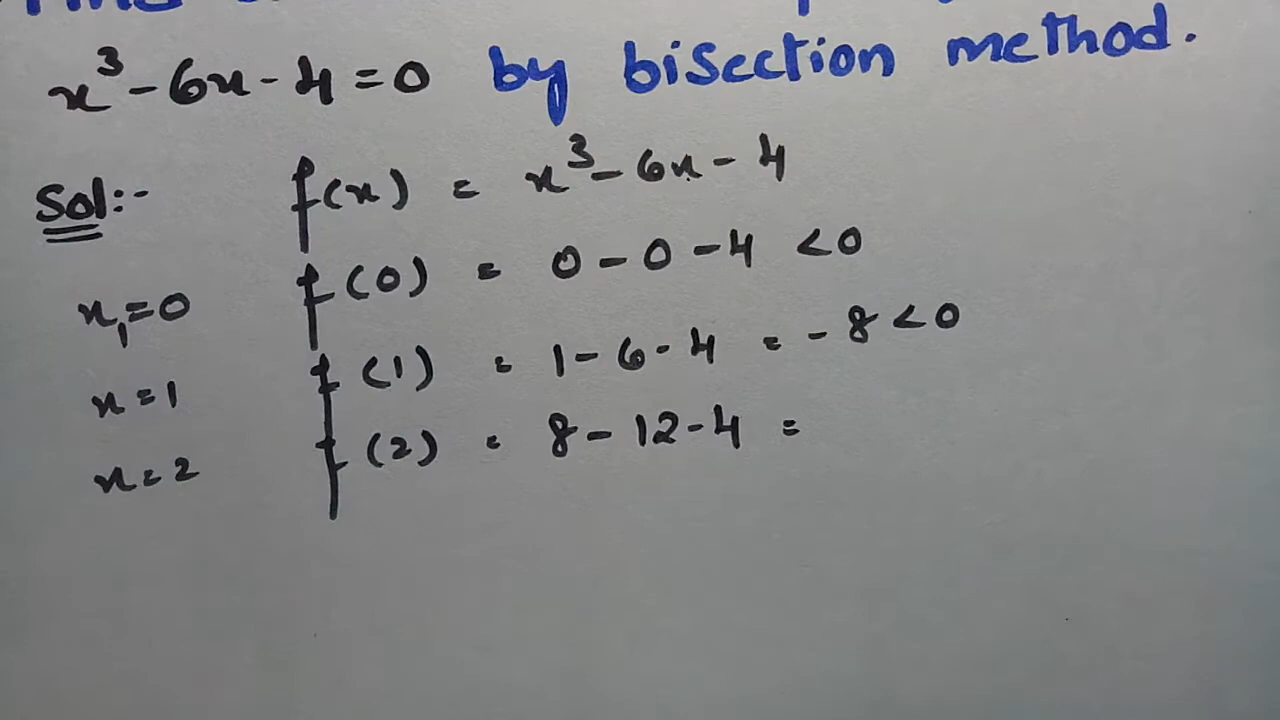 x³ - 6x - 4 = 0 by bisection method.
Sol:- f(x) = x³ - 6x - 4
x₁ = 0 f(0) = 0 - 0 - 4 < 0
x = 1 f(1) = 1 - 6 - 4 = - 8 < 0
x = 2 f(2) = 8 - 12 - 4 =